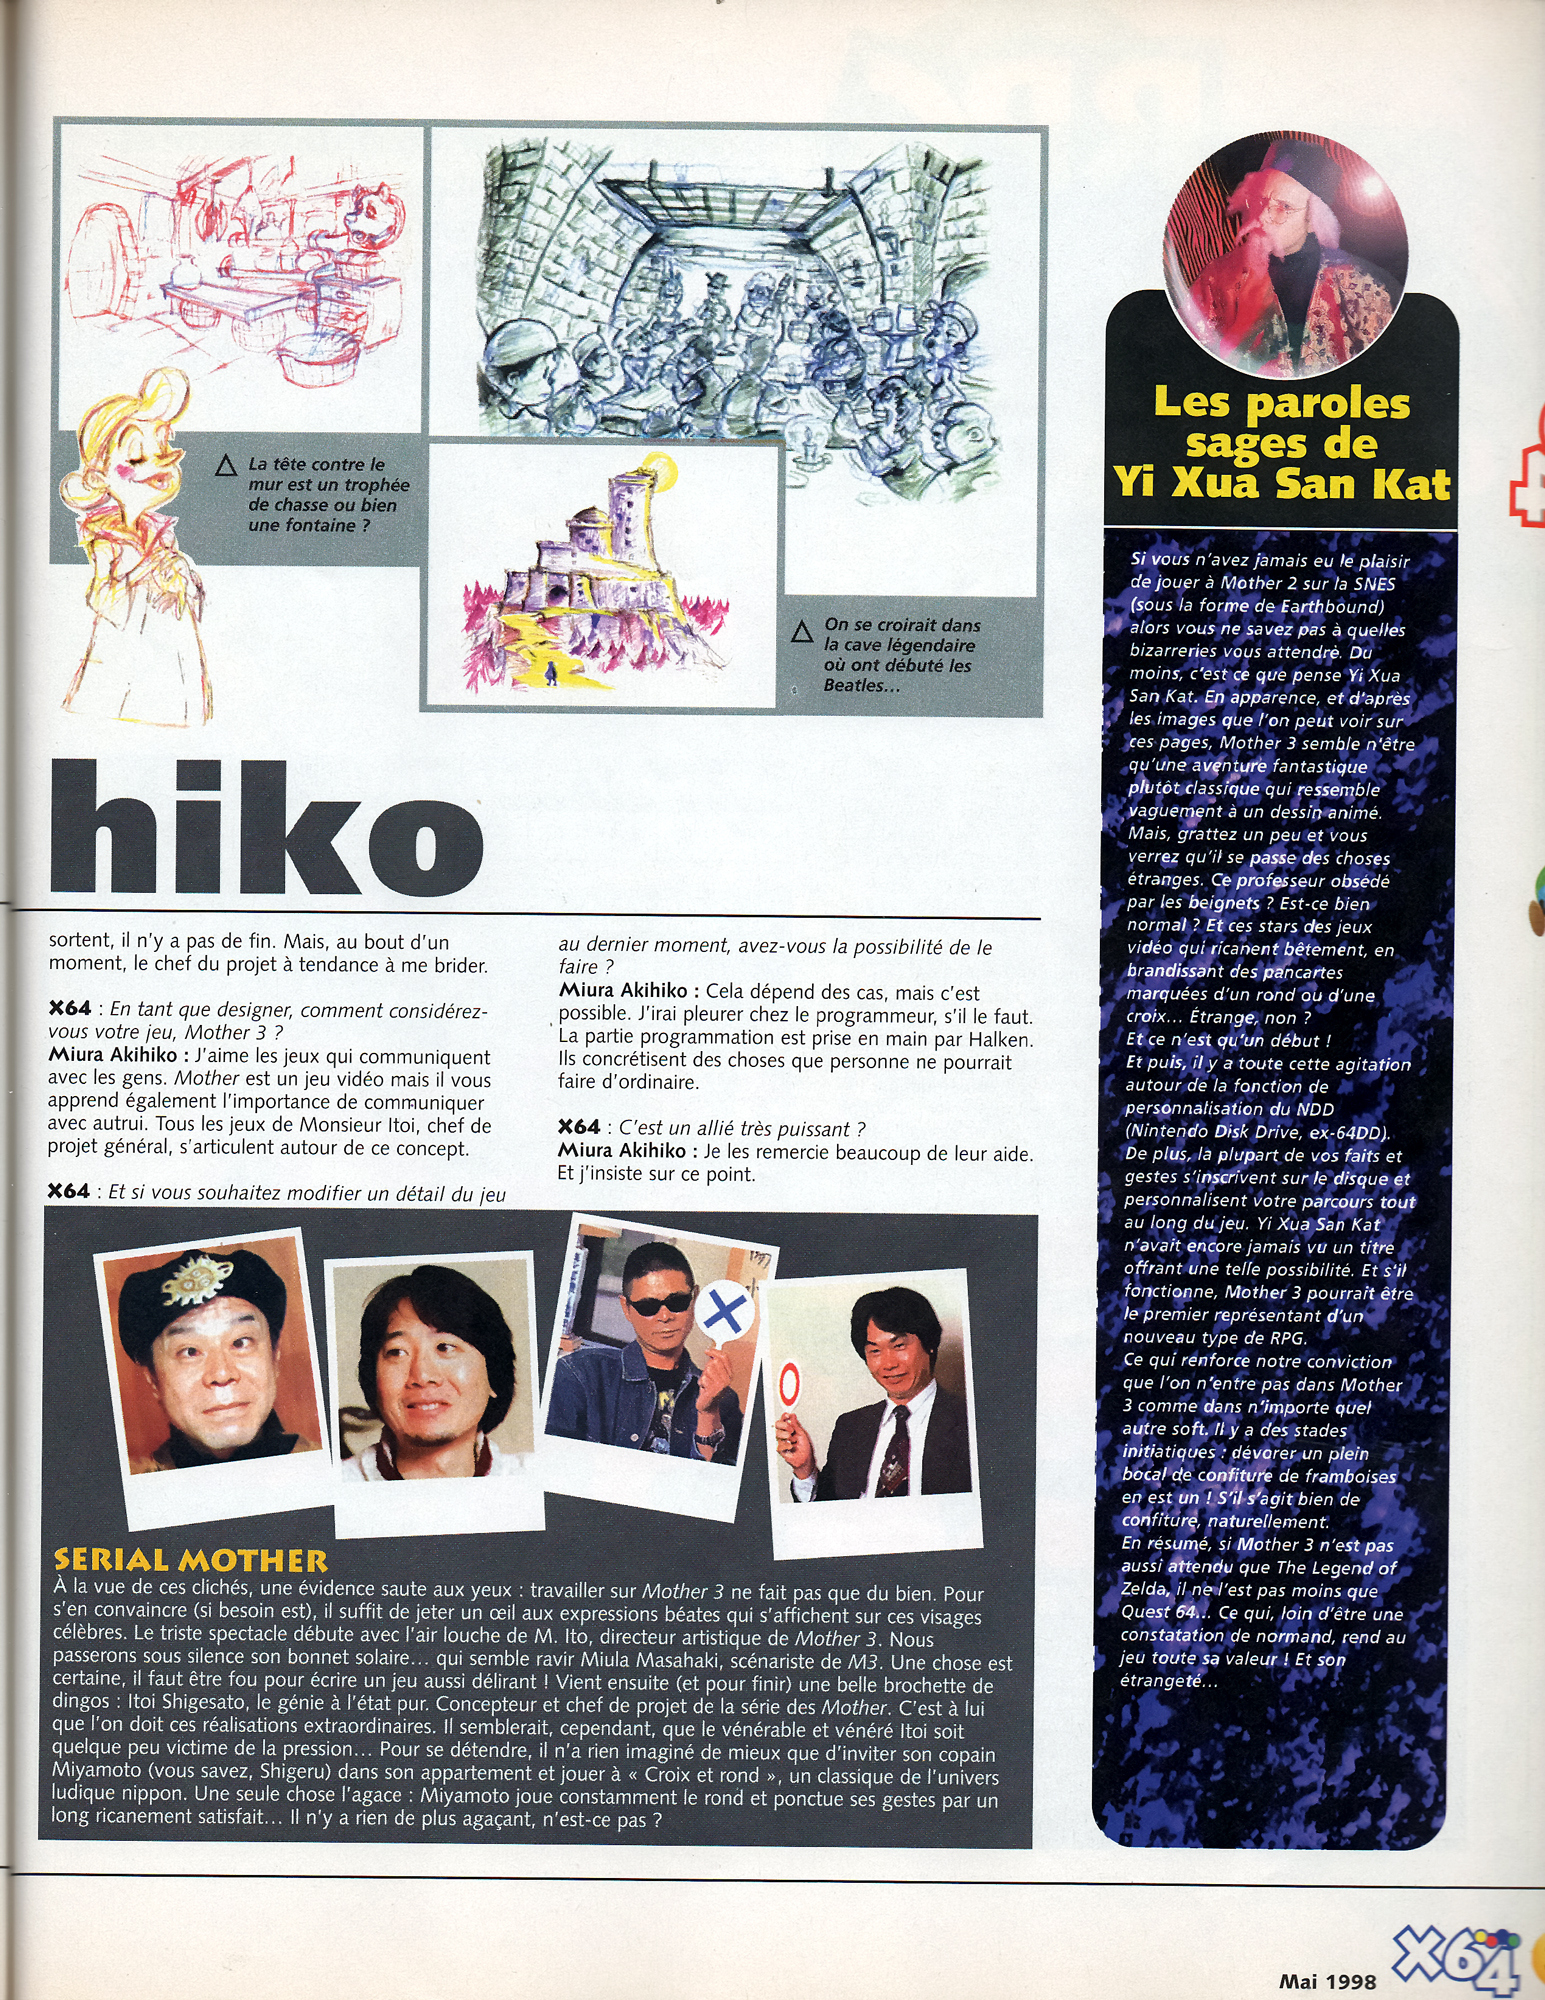 La tête contre le
mur est un trophée
de chasse ou bien
une fontaine ?
On se croirait dans
la cave légendaire
où ont débuté les
Beatles...
hiko
sortent, il n'y a pas de fin. Mais, au bout d'un
moment, le chef du projet à tendance à me brider.
X64 : En tant que designer, comment considérez-
vous votre jeu, Mother 3 ?
Miura Akihiko : J'aime les jeux qui communiquent
avec les gens. Mother est un jeu vidéo mais il vous
apprend également l'importance de communiquer
avec autrui. Tous les jeux de Monsieur Itoi, chef de
projet général, s'articulent autour de ce concept.
X64 : Et si vous souhaitez modifier un détail du jeu
au dernier moment, avez-vous la possibilité de le
faire ?
Miura Akihiko : Cela dépend des cas, mais c'est
possible. J'irai pleurer chez le programmeur, s'il le faut.
La partie programmation est prise en main par Halken.
Ils concrétisent des choses que personne ne pourrait
faire d'ordinaire.
X64 : C'est un allié très puissant ?
Miura Akihiko : Je les remercie beaucoup de leur aide.
Et j'insiste sur ce point.
SERIAL MOTHER
À la vue de ces clichés, une évidence saute aux yeux : travailler sur Mother 3 ne fait pas que du bien. Pour
s'en convaincre (si besoin est), il suffit de jeter un œil aux expressions béates qui s'affichent sur ces visages
célèbres. Le triste spectacle débute avec l'air louche de M. Ito, directeur artistique de Mother 3. Nous
passerons sous silence son bonnet solaire... qui semble ravir Miula Masahaki, scénariste de M3. Une chose est
certaine, il faut être fou pour écrire un jeu aussi délirant ! Vient ensuite (et pour finir) une belle brochette de
dingos : Itoi Shigesato, le génie à l'état pur. Concepteur et chef de projet de la série des Mother. C'est à lui
que l'on doit ces réalisations extraordinaires. Il semblerait, cependant, que le vénérable et vénéré Itoi soit
quelque peu victime de la pression... Pour se détendre, il n'a rien imaginé de mieux que d'inviter son copain
Miyamoto (vous savez, Shigeru) dans son appartement et jouer à « Croix et rond », un classique de l'univers
ludique nippon. Une seule chose l'agace : Miyamoto joue constamment le rond et ponctue ses gestes par un
long ricanement satisfait... Il n'y a rien de plus agaçant, n'est-ce pas ?
Les paroles
sages de
Yi Xua San Kat
Si vous n'avez jamais eu le plaisir
de jouer à Mother 2 sur la SNES
(sous la forme de Earthbound)
alors vous ne savez pas à quelles
bizarreries vous attendre. Du
moins, c'est ce que pense Yi Xua
San Kat. En apparence, et d'après
les images que l'on peut voir sur
ces pages, Mother 3 semble n'être
qu'une aventure fantastique
plutôt classique qui ressemble
vaguement à un dessin animé.
Mais, grattez un peu et vous
verrez qu'il se passe des choses
étranges. Ce professeur obsédé
par les beignets ? Est-ce bien
normal ? Et ces stars des jeux
vidéo qui ricanent bêtement, en
brandissant des pancartes
marquées d'un rond ou d'une
croix... Étrange, non ?
Et ce n'est qu'un début !
Et puis, il y a toute cette agitation
autour de la fonction de
personnalisation du NDD
(Nintendo Disk Drive, ex-64DD).
De plus, la plupart de vos faits et
gestes s'inscrivent sur le disque et
personnalisent votre parcours tout
au long du jeu. Yi Xua San Kat
n'avait encore jamais vu un titre
offrant une telle possibilité. Et s'il
fonctionne, Mother 3 pourrait être
le premier représentant d'un
nouveau type de RPG.
Ce qui renforce notre conviction
que l'on n'entre pas dans Mother
3 comme dans n'importe quel
autre soft. Il y a des stades
initiatiques : dévorer un plein
bocal de confiture de framboises
en est un ! S'il s'agit bien de
confiture, naturellement.
En résumé, si Mother 3 n'est pas
aussi attendu que The Legend of
Zelda, il ne l'est pas moins que
Quest 64... Ce qui, loin d'être une
constatation de normand, rend au
jeu toute sa valeur ! Et son
étrangeté...
Mai 1998
X64